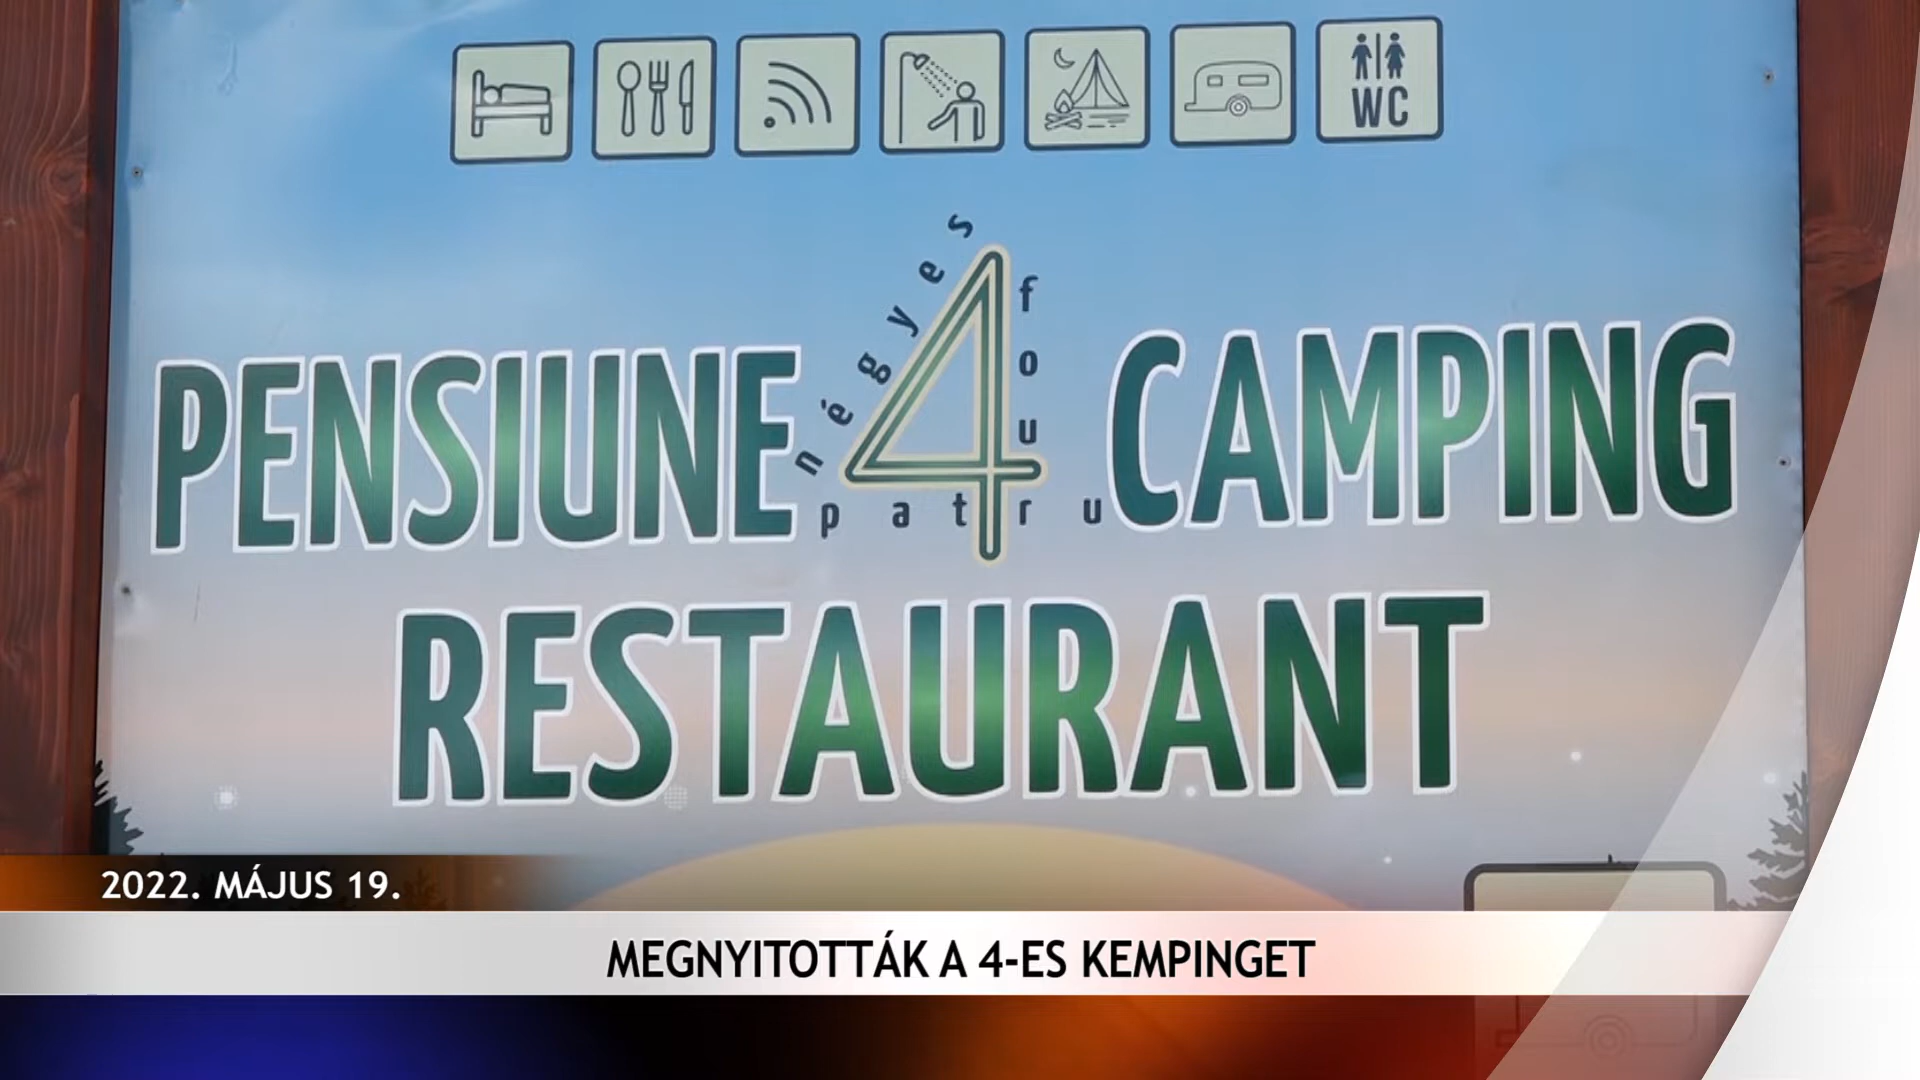 WC
négyes
four
PENSIUNE 4 CAMPING
patru
RESTAURANT
2022. MÁJUS 19.
MEGNYITOTTÁK A 4-ES KEMPINGET